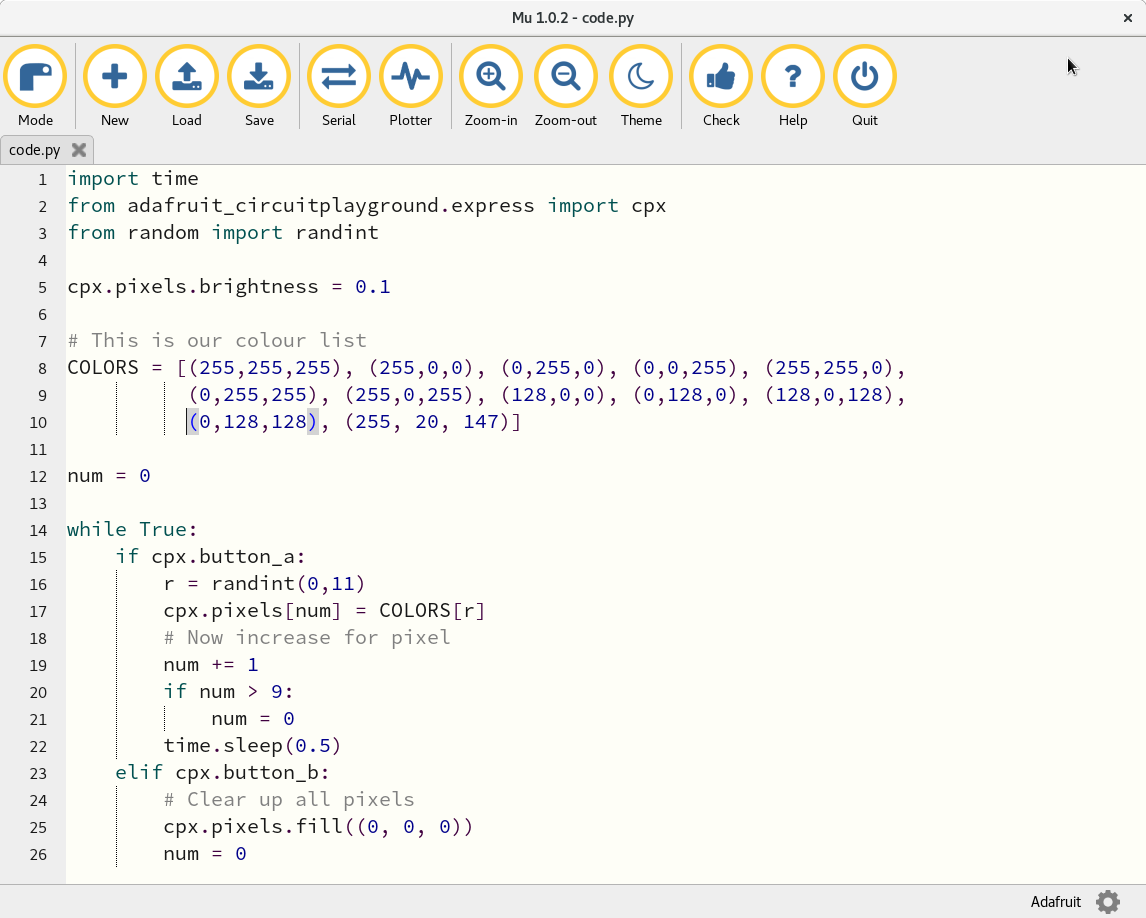 Mu 1.0.2 - code.py
Mode New Load Save Serial Plotter Zoom-in Zoom-out Theme Check Help Quit
code.py
1 import time
2 from adafruit_circuitplayground.express import cpx
3 from random import randint
4
5 cpx.pixels.brightness = 0.1
6
7 # This is our colour list
8 COLORS = [(255,255,255), (255,0,0), (0,255,0), (0,0,255), (255,255,0),
9           (0,255,255), (255,0,255), (128,0,0), (0,128,0), (128,0,128),
10           (0,128,128), (255, 20, 147)]
11
12 num = 0
13
14 while True:
15     if cpx.button_a:
16         r = randint(0,11)
17         cpx.pixels[num] = COLORS[r]
18         # Now increase for pixel
19         num += 1
20         if num > 9:
21             num = 0
22         time.sleep(0.5)
23     elif cpx.button_b:
24         # Clear up all pixels
25         cpx.pixels.fill((0, 0, 0))
26         num = 0
Adafruit